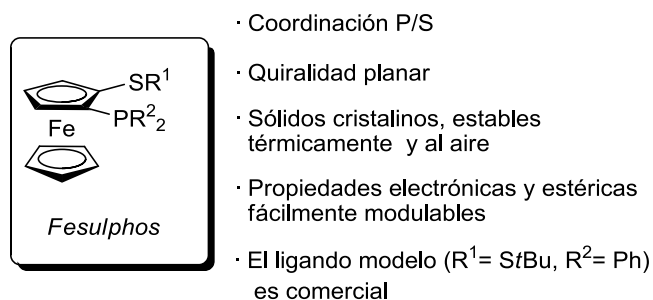 SR¹
PR²₂
Fe
Fesulphos
· Coordinación P/S
· Quiralidad planar
· Sólidos cristalinos, estables
térmicamente y al aire
· Propiedades electrónicas y estéricas
fácilmente modulables
· El ligando modelo (R¹= StBu, R²= Ph)
es comercial